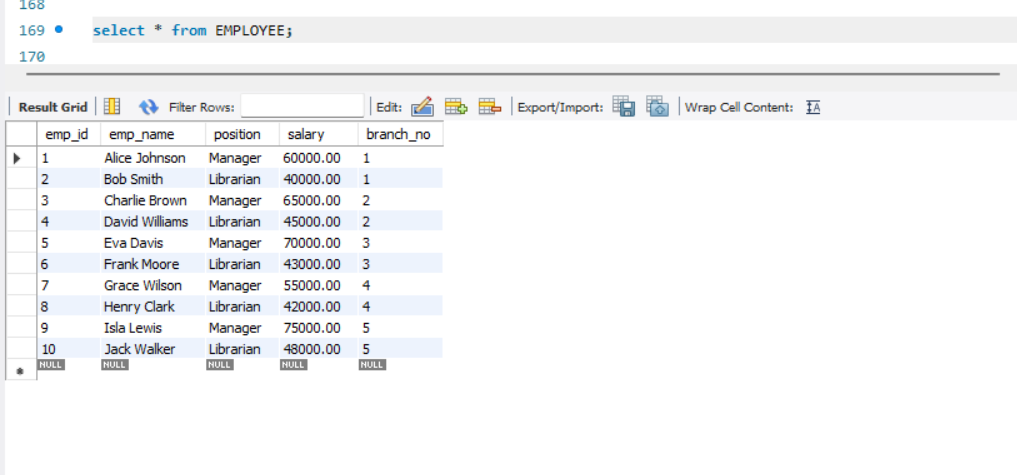 168
169 select * from EMPLOYEE;
170
Result Grid Filter Rows: Edit: Export/Import: Wrap Cell Content: IA
emp_id emp_name position salary branch_no
1 Alice Johnson Manager 60000.00 1
2 Bob Smith Librarian 40000.00 1
3 Charlie Brown Manager 65000.00 2
4 David Williams Librarian 45000.00 2
5 Eva Davis Manager 70000.00 3
6 Frank Moore Librarian 43000.00 3
7 Grace Wilson Manager 55000.00 4
8 Henry Clark Librarian 42000.00 4
9 Isla Lewis Manager 75000.00 5
10 Jack Walker Librarian 48000.00 5
NULL NULL NULL NULL NULL